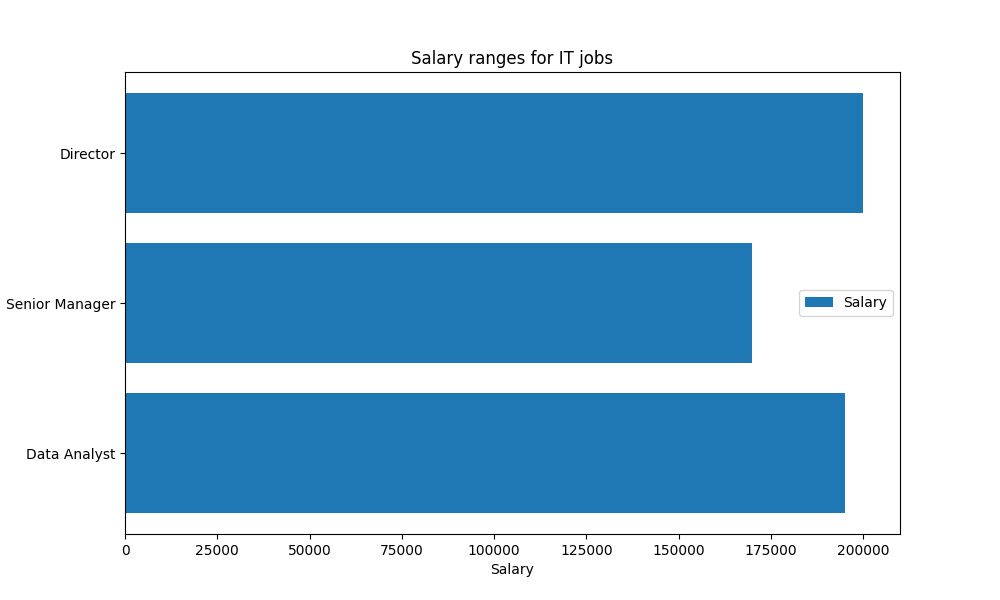 Salary ranges for IT jobs
Director
Senior Manager
Salary
Data Analyst
0 25000 50000 75000 100000 125000 150000 175000 200000
Salary